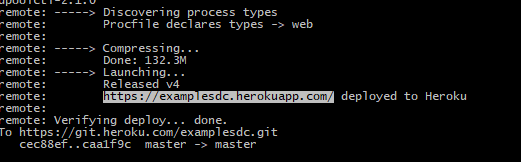 remote: -----> Discovering process types
remote:        Procfile declares types -> web
remote:
remote: -----> Compressing...
remote:        Done: 132.3M
remote: -----> Launching...
remote:        Released v4
remote:        https://examplesdc.herokuapp.com/ deployed to Heroku
remote:
remote: Verifying deploy... done.
To https://git.heroku.com/examplesdc.git
   cec88ef..caa1f9c  master -> master